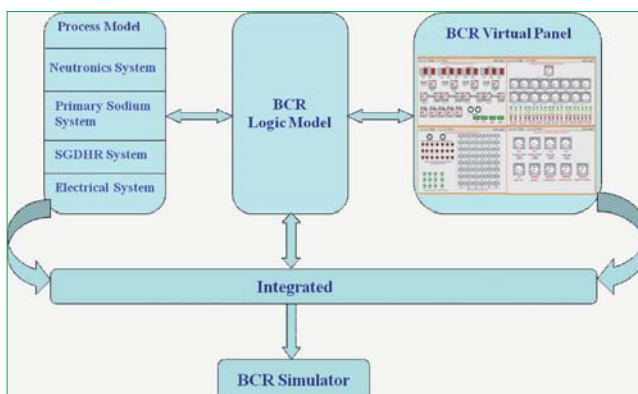 Process Model
Neutronics System
Primary Sodium
System
SGDHR System
Electrical System
BCR
Logic Model
BCR Virtual Panel
Integrated
BCR Simulator